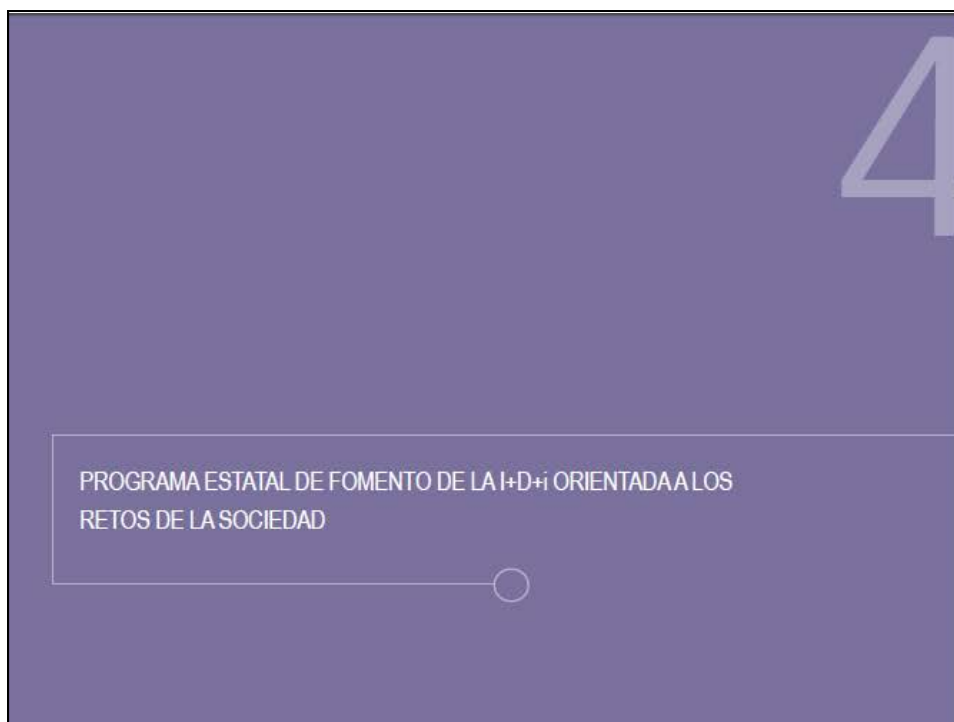 4
PROGRAMA ESTATAL DE FOMENTO DE LA I+D+i ORIENTADA A LOS
RETOS DE LA SOCIEDAD